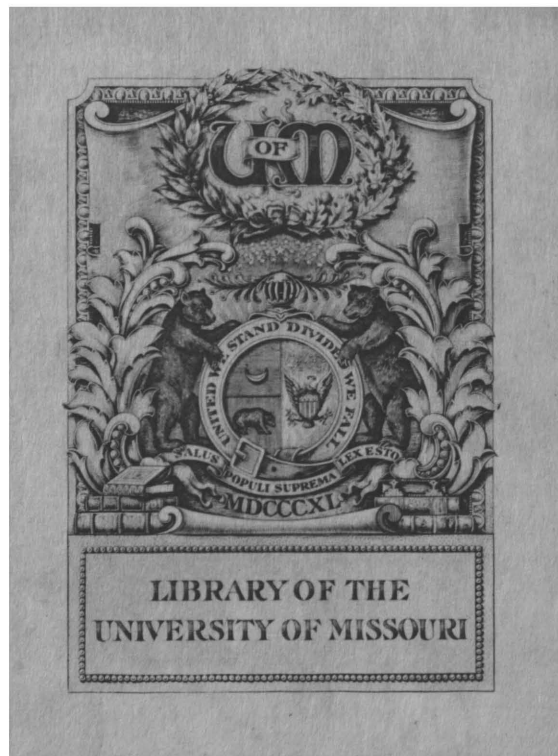 U OF M
UNITED WE STAND DIVIDED WE FALL
SALUS POPULI SUPREMA LEX ESTO
MDCCCXL
LIBRARY OF THE
UNIVERSITY OF MISSOURI